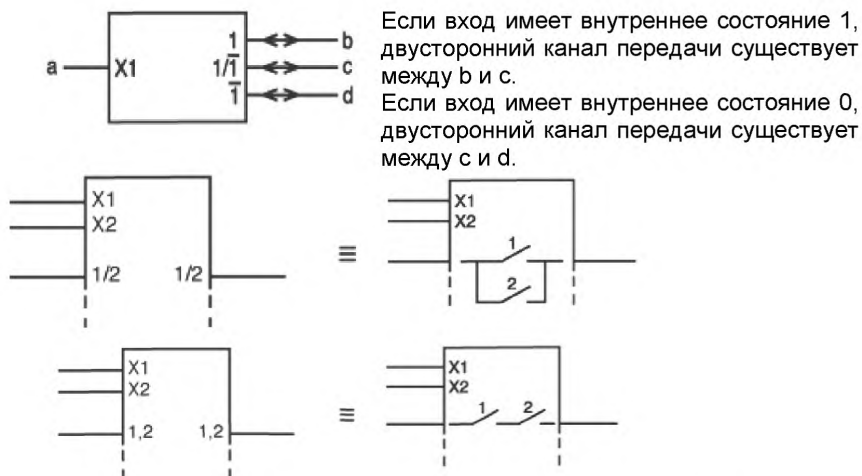 a
X1
1
b
1/1̅
c
1̅
d
Если вход имеет внутреннее состояние 1,
двусторонний канал передачи существует
между b и c.
Если вход имеет внутреннее состояние 0,
двусторонний канал передачи существует
между c и d.
X1
X2
1/2 1/2
≡
X1
X2
1
2
X1
X2
1,2 1,2
≡
X1
X2
1 2